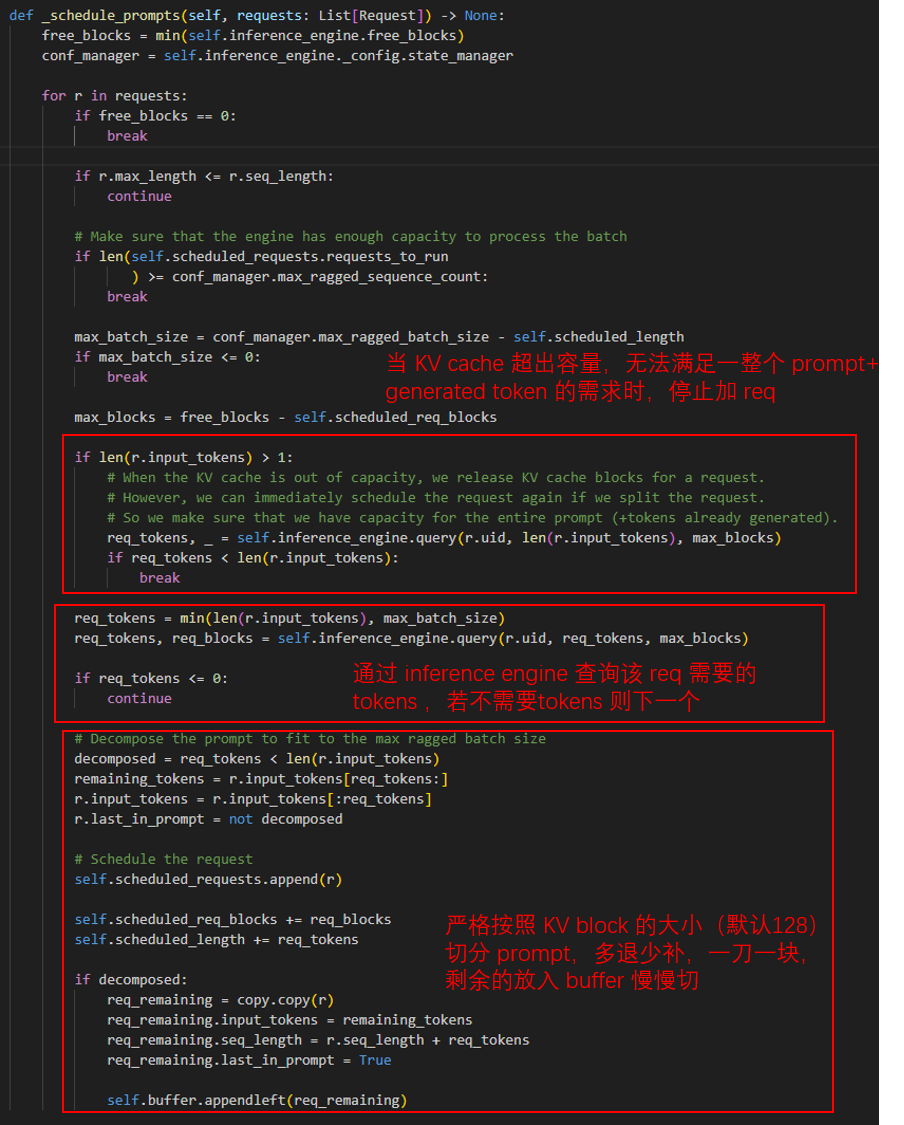 def _schedule_prompts(self, requests: List[Request]) -> None:
    free_blocks = min(self.inference_engine.free_blocks)
    conf_manager = self.inference_engine._config.state_manager

    for r in requests:
        if free_blocks == 0:
            break

        if r.max_length <= r.seq_length:
            continue

        # Make sure that the engine has enough capacity to process the batch
        if len(self.scheduled_requests.requests_to_run
               ) >= conf_manager.max_ragged_sequence_count:
            break

        max_batch_size = conf_manager.max_ragged_batch_size - self.scheduled_length
        if max_batch_size <= 0:
            break
当 KV cache 超出容量，无法满足一整个 prompt+
generated token 的需求时，停止加 req

        max_blocks = free_blocks - self.scheduled_req_blocks

        if len(r.input_tokens) > 1:
            # When the KV cache is out of capacity, we release KV cache blocks for a request.
            # However, we can immediately schedule the request again if we split the request.
            # So we make sure that we have capacity for the entire prompt (+tokens already generated).
            req_tokens, _ = self.inference_engine.query(r.uid, len(r.input_tokens), max_blocks)
            if req_tokens < len(r.input_tokens):
                break

        req_tokens = min(len(r.input_tokens), max_batch_size)
        req_tokens, req_blocks = self.inference_engine.query(r.uid, req_tokens, max_blocks)

        if req_tokens <= 0:
            continue
通过 inference engine 查询该 req 需要的
tokens ，若不需要tokens 则下一个

        # Decompose the prompt to fit to the max ragged batch size
        decomposed = req_tokens < len(r.input_tokens)
        remaining_tokens = r.input_tokens[req_tokens:]
        r.input_tokens = r.input_tokens[:req_tokens]
        r.last_in_prompt = not decomposed

        # Schedule the request
        self.scheduled_requests.append(r)

        self.scheduled_req_blocks += req_blocks
        self.scheduled_length += req_tokens
严格按照 KV block 的大小（默认128）
切分 prompt，多退少补，一刀一块，
剩余的放入 buffer 慢慢切

        if decomposed:
            req_remaining = copy.copy(r)
            req_remaining.input_tokens = remaining_tokens
            req_remaining.seq_length = r.seq_length + req_tokens
            req_remaining.last_in_prompt = True

            self.buffer.appendleft(req_remaining)